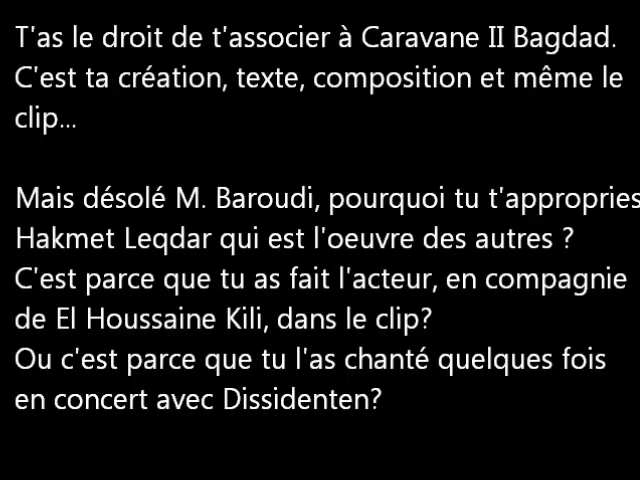 T'as le droit de t'associer à Caravane II Bagdad.
C'est ta création, texte, composition et même le
clip...
Mais désolé M. Baroudi, pourquoi tu t'appropries
Hakmet Leqdar qui est l'oeuvre des autres ?
C'est parce que tu as fait l'acteur, en compagnie
de El Houssaine Kili, dans le clip?
Ou c'est parce que tu l'as chanté quelques fois
en concert avec Dissidenten?